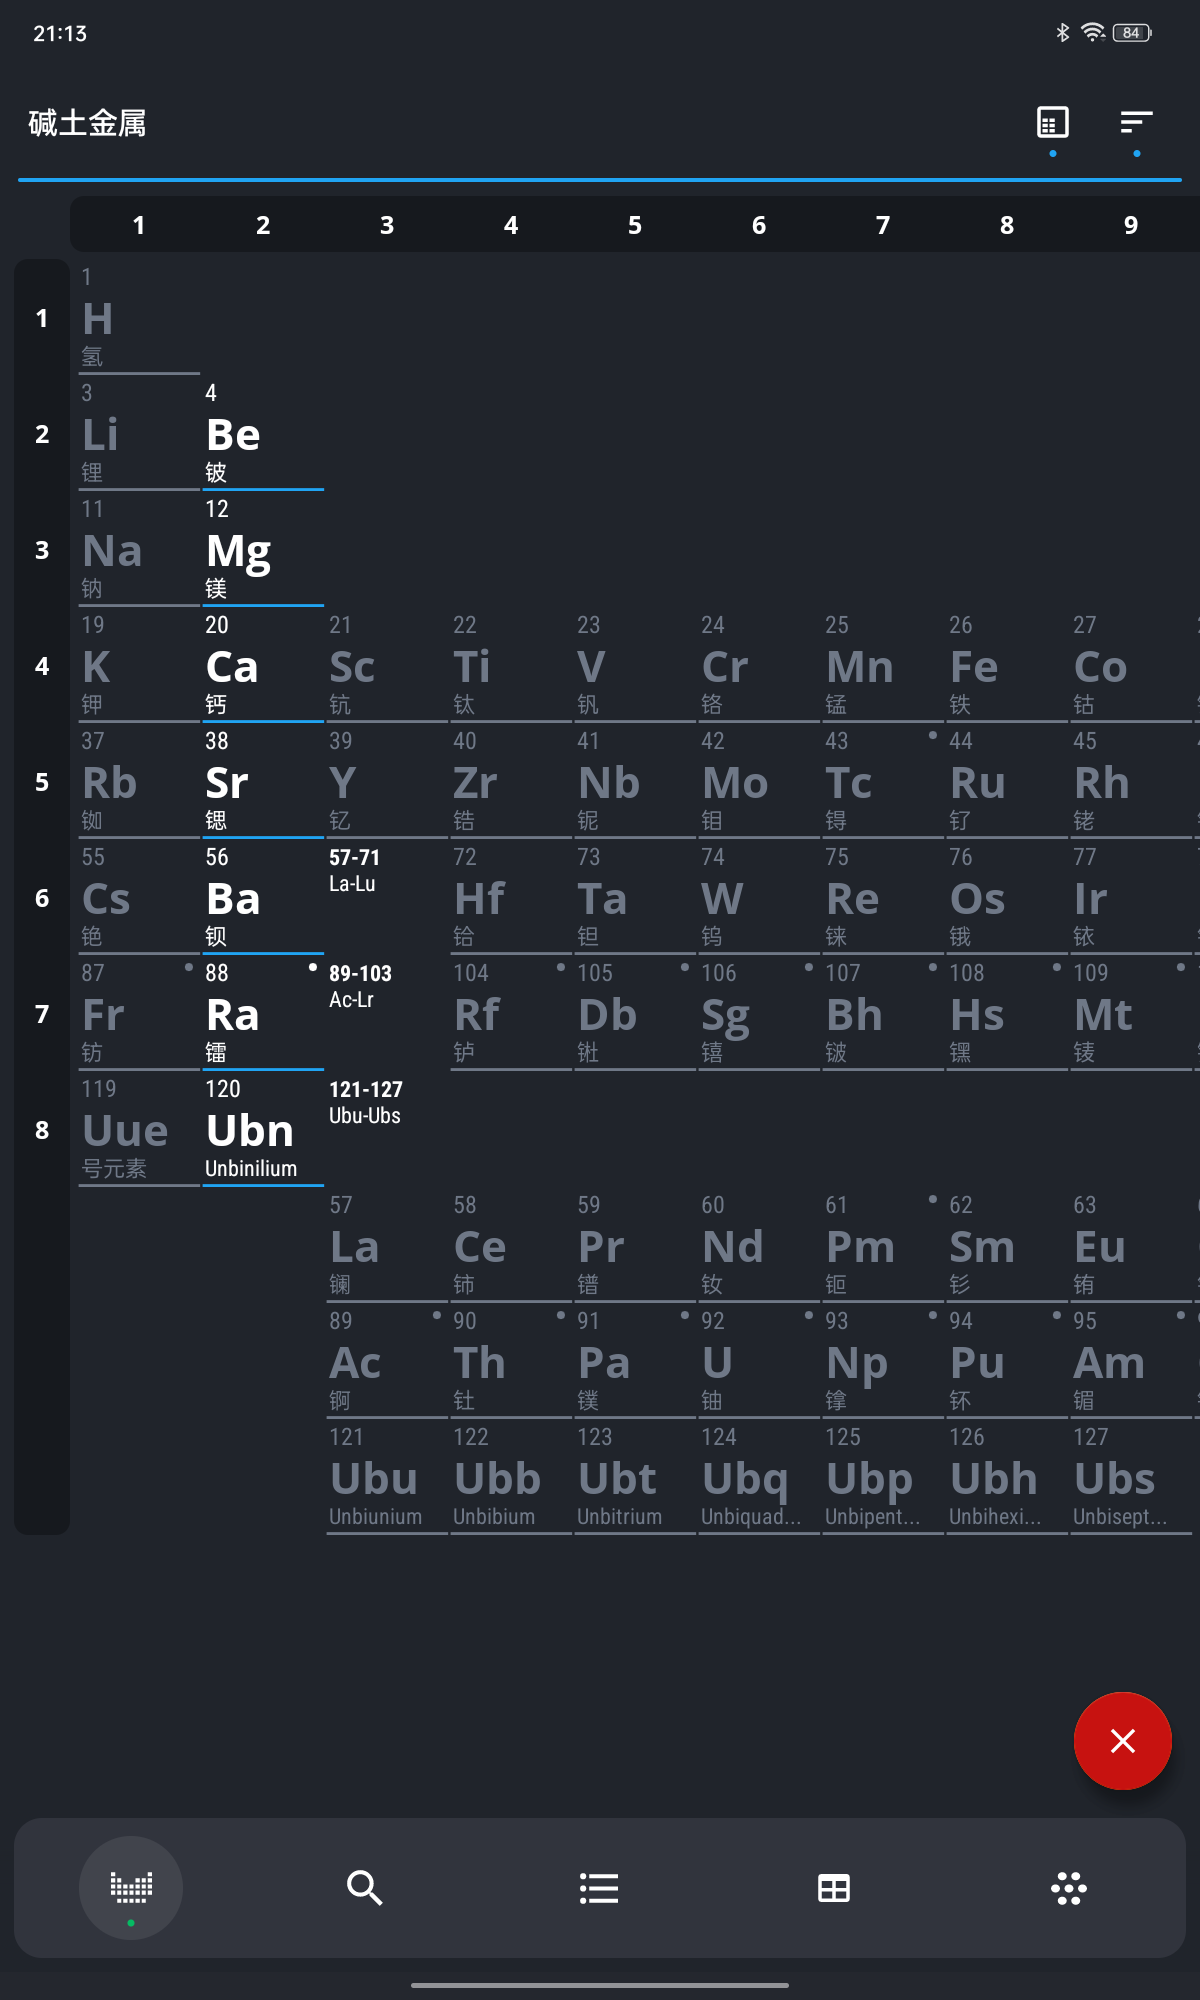 21:13
84
碱土金属
1 2 3 4 5 6 7 8 9
1
1
H
氢
2
3 4
Li Be
锂 铍
3
11 12
Na Mg
钠 镁
4
19 20 21 22 23 24 25 26 27
K Ca Sc Ti V Cr Mn Fe Co
钾 钙 钪 钛 钒 铬 锰 铁 钴
5
37 38 39 40 41 42 43 44 45
Rb Sr Y Zr Nb Mo Tc Ru Rh
铷 锶 钇 锆 铌 钼 锝 钌 铑
6
55 56 57-71 72 73 74 75 76 77
Cs Ba La-Lu Hf Ta W Re Os Ir
铯 钡 铪 钽 钨 铼 锇 铱
7
87 88 89-103 104 105 106 107 108 109
Fr Ra Ac-Lr Rf Db Sg Bh Hs Mt
钫 镭 𬬻 𬭊 𬭳 𬭛 𬭶 鿏
8
119 120 121-127
Uue Ubn Ubu-Ubs
号元素 Unbinilium
57 58 59 60 61 62 63
La Ce Pr Nd Pm Sm Eu
镧 铈 镨 钕 钷 钐 铕
89 90 91 92 93 94 95
Ac Th Pa U Np Pu Am
锕 钍 镤 铀 镎 钚 镅
121 122 123 124 125 126 127
Ubu Ubb Ubt Ubq Ubp Ubh Ubs
Unbiunium Unbibium Unbitrium Unbiquad... Unbipent... Unbihexi... Unbisept...